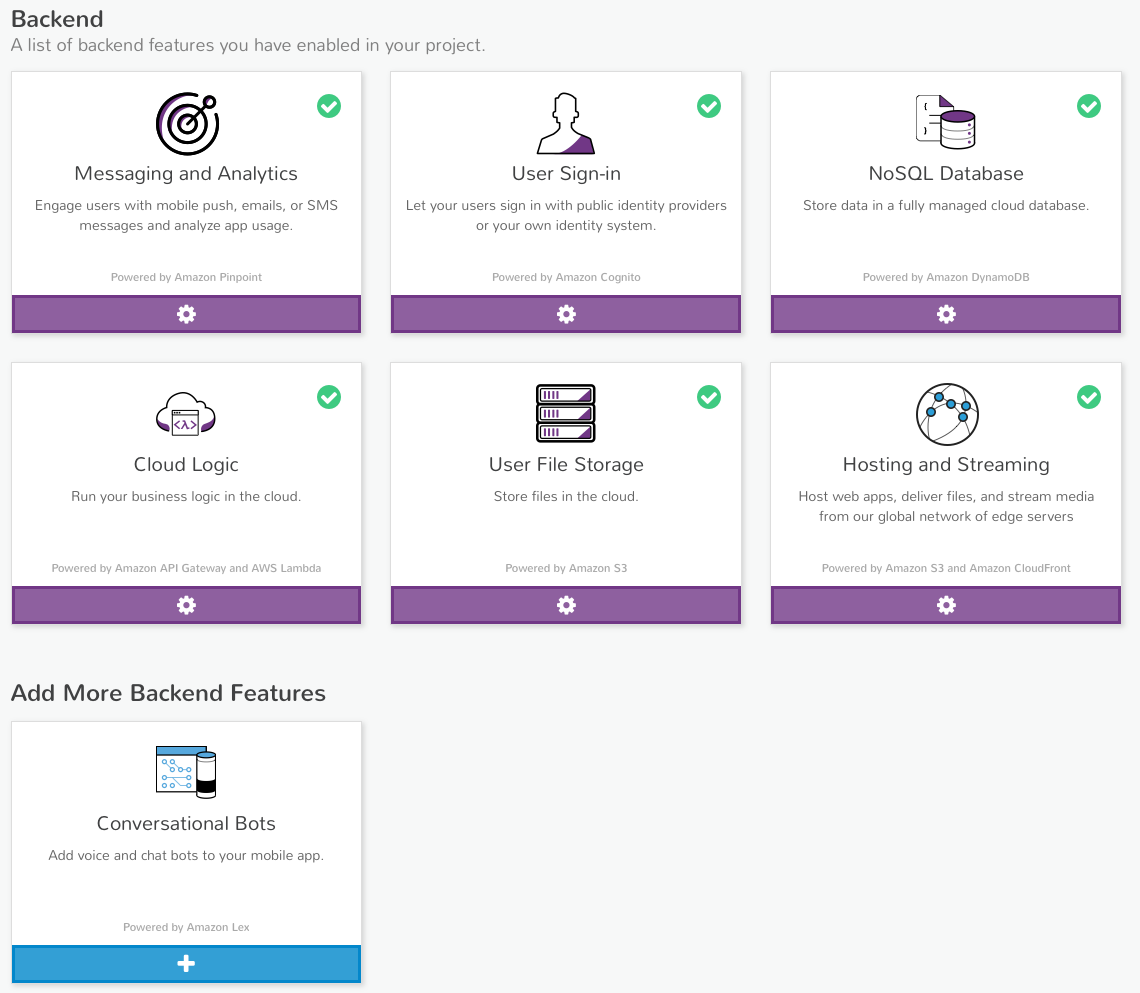 Backend
A list of backend features you have enabled in your project.
Messaging and Analytics
Engage users with mobile push, emails, or SMS
messages and analyze app usage.
Powered by Amazon Pinpoint
User Sign-in
Let your users sign in with public identity providers
or your own identity system.
Powered by Amazon Cognito
NoSQL Database
Store data in a fully managed cloud database.
Powered by Amazon DynamoDB
<λ>
Cloud Logic
Run your business logic in the cloud.
Powered by Amazon API Gateway and AWS Lambda
User File Storage
Store files in the cloud.
Powered by Amazon S3
Hosting and Streaming
Host web apps, deliver files, and stream media
from our global network of edge servers
Powered by Amazon S3 and Amazon CloudFront
Add More Backend Features
Conversational Bots
Add voice and chat bots to your mobile app.
Powered by Amazon Lex